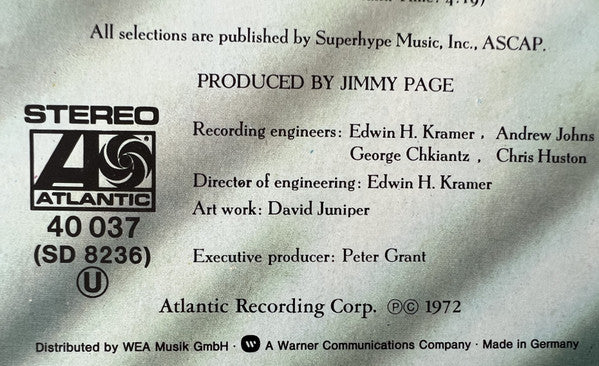 4:19)
All selections are published by Superhype Music, Inc., ASCAP.
PRODUCED BY JIMMY PAGE
STEREO
ATLANTIC
40 037
(SD 8236)
U
Recording engineers: Edwin H. Kramer, Andrew Johns
George Chkiantz, Chris Huston
Director of engineering: Edwin H. Kramer
Art work: David Juniper
Executive producer: Peter Grant
Atlantic Recording Corp. ℗© 1972
Distributed by WEA Musik GmbH · W A Warner Communications Company · Made in Germany